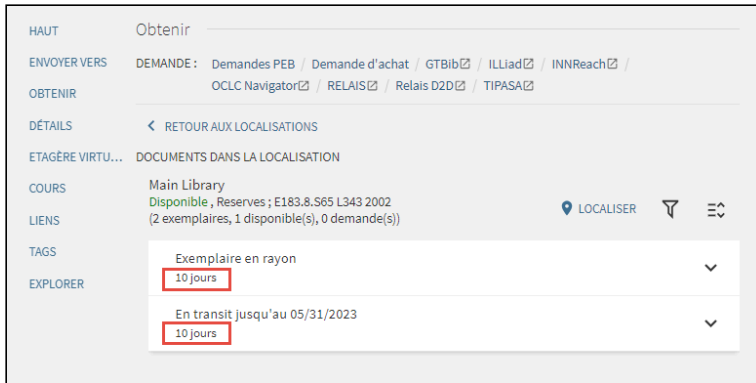 HAUT
ENVOYER VERS
OBTENIR
DÉTAILS
ETAGÈRE VIRTU...
COURS
LIENS
TAGS
EXPLORER
Obtenir
DEMANDE : Demandes PEB / Demande d'achat / GTBib / ILLiad / INNReach /
OCLC Navigator / RELAIS / Relais D2D / TIPASA
RETOUR AUX LOCALISATIONS
DOCUMENTS DANS LA LOCALISATION
Main Library
Disponible , Reserves ; E183.8.S65 L343 2002
(2 exemplaires, 1 disponible(s), 0 demande(s))
LOCALISER
Exemplaire en rayon
10 jours
En transit jusqu'au 05/31/2023
10 jours